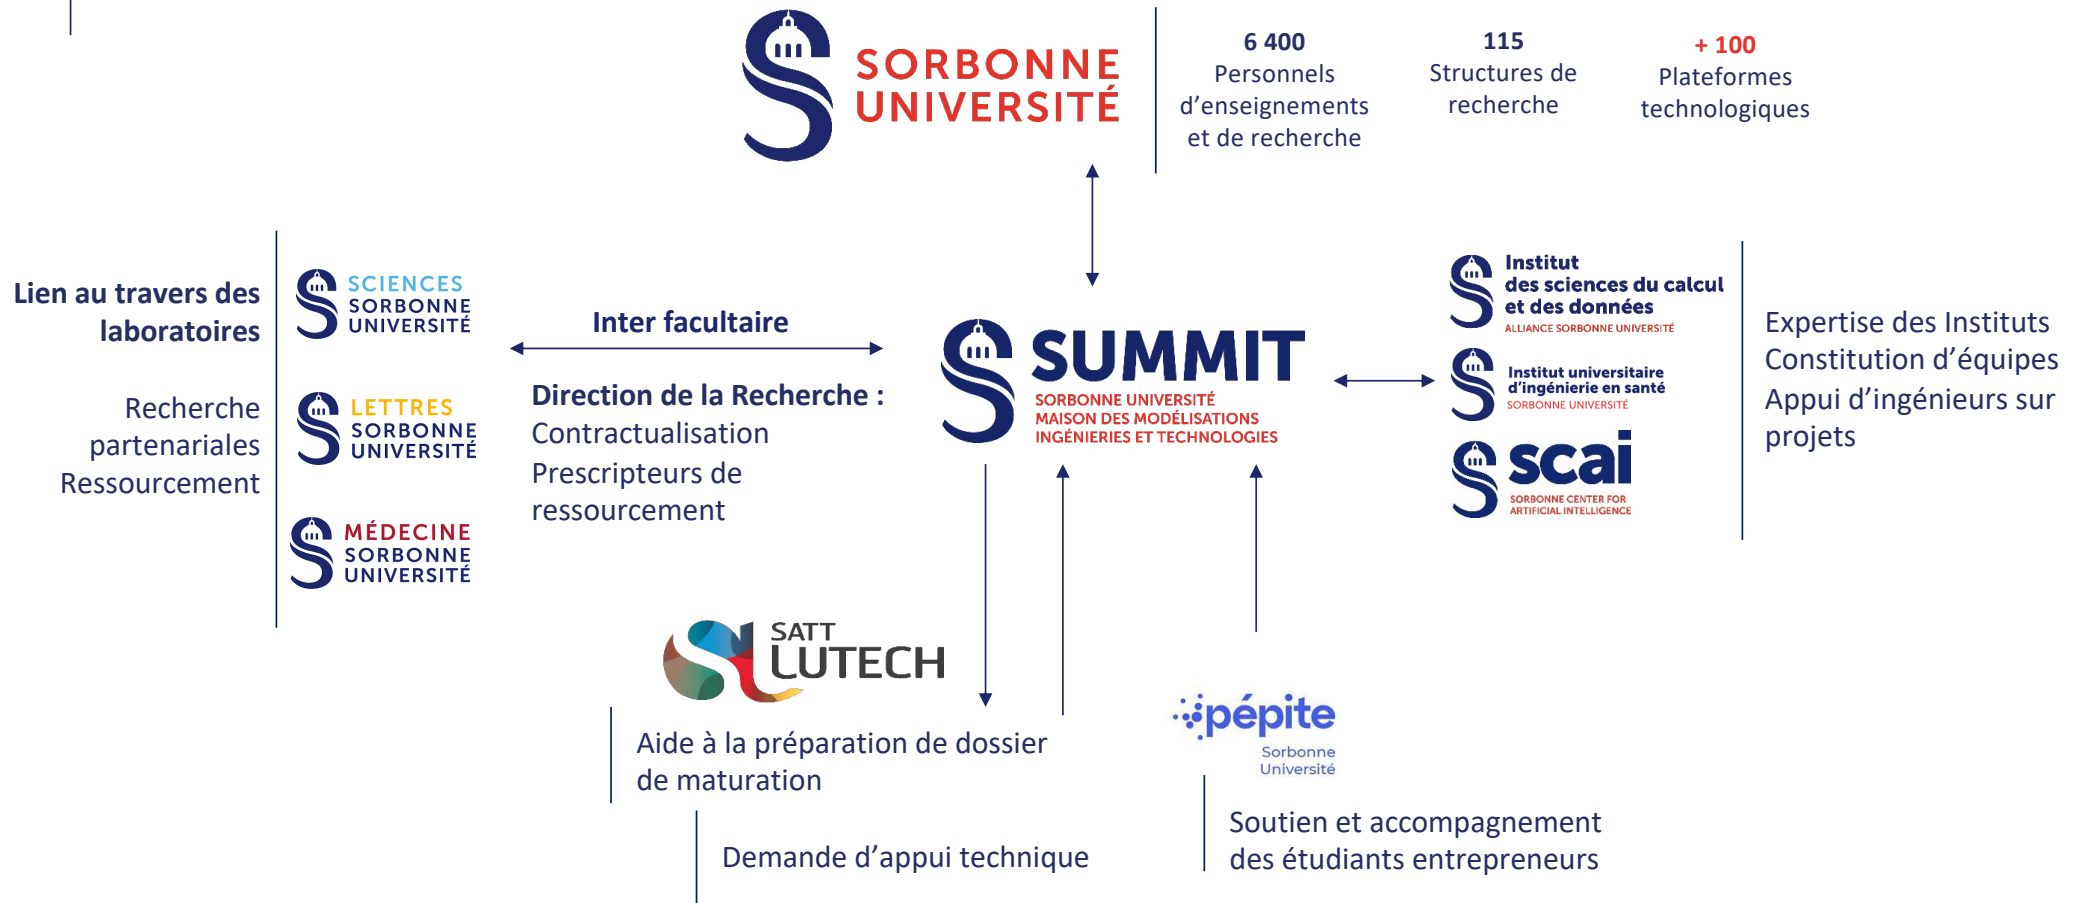 SORBONNE
UNIVERSITÉ
6 400
Personnels
d’enseignements
et de recherche
115
Structures de
recherche
+ 100
Plateformes
technologiques
Lien au travers des
laboratoires
Recherche
partenariales
Ressourcement
SCIENCES
SORBONNE
UNIVERSITÉ
LETTRES
SORBONNE
UNIVERSITÉ
MÉDECINE
SORBONNE
UNIVERSITÉ
Inter facultaire
Direction de la Recherche :
Contractualisation
Prescripteurs de
ressourcement
SUMMIT
SORBONNE UNIVERSITÉ
MAISON DES MODÉLISATIONS
INGÉNIERIES ET TECHNOLOGIES
Institut
des sciences du calcul
et des données
ALLIANCE SORBONNE UNIVERSITÉ
Institut universitaire
d’ingénierie en santé
SORBONNE UNIVERSITÉ
scai
SORBONNE CENTER FOR
ARTIFICIAL INTELLIGENCE
Expertise des Instituts
Constitution d’équipes
Appui d’ingénieurs sur
projets
SATT
LUTECH
Aide à la préparation de dossier
de maturation
Demande d’appui technique
pépite
Sorbonne
Université
Soutien et accompagnement
des étudiants entrepreneurs